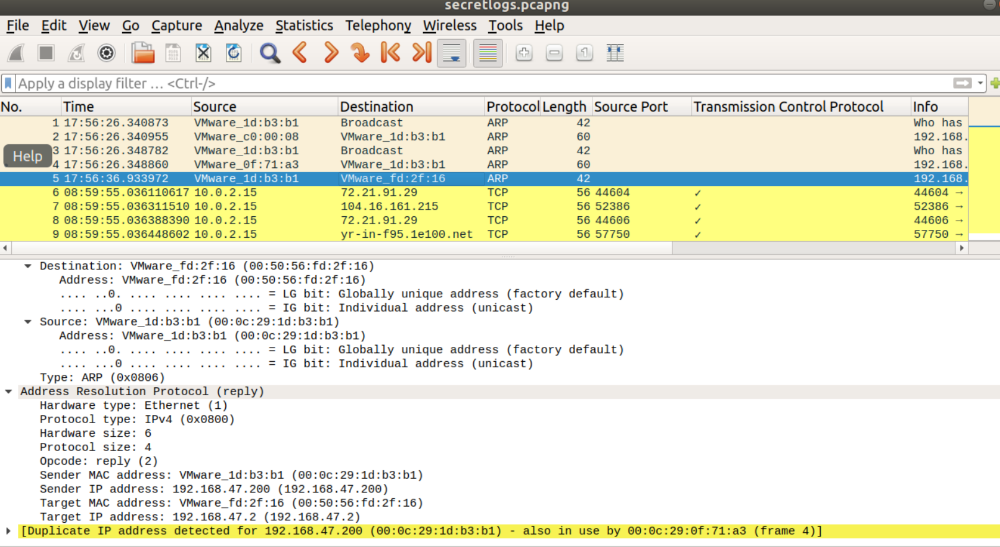 secretlogs.pcapng
File Edit View Go Capture Analyze Statistics Telephony Wireless Tools Help
1
Apply a display filter … <Ctrl-/>
No. Time Source Destination Protocol Length Source Port Transmission Control Protocol Info
1 17:56:26.340873 VMware_1d:b3:b1 Broadcast ARP 42 Who has
2 17:56:26.340955 VMware_c0:00:08 VMware_1d:b3:b1 ARP 60 192.168.
3 17:56:26.348782 VMware_1d:b3:b1 Broadcast ARP 42 Who has
Help
4 17:56:26.348860 VMware_0f:71:a3 VMware_1d:b3:b1 ARP 60 192.168.
5 17:56:36.933972 VMware_1d:b3:b1 VMware_fd:2f:16 ARP 42 192.168.
6 08:59:55.036110617 10.0.2.15 72.21.91.29 TCP 56 44604 ✓ 44604 →
7 08:59:55.036311510 10.0.2.15 104.16.161.215 TCP 56 52386 ✓ 52386 →
8 08:59:55.036388390 10.0.2.15 72.21.91.29 TCP 56 44606 ✓ 44606 →
9 08:59:55.036448602 10.0.2.15 yr-in-f95.1e100.net TCP 56 57750 ✓ 57750 →
Destination: VMware_fd:2f:16 (00:50:56:fd:2f:16)
Address: VMware_fd:2f:16 (00:50:56:fd:2f:16)
.... ..0. .... .... .... .... = LG bit: Globally unique address (factory default)
.... ...0 .... .... .... .... = IG bit: Individual address (unicast)
Source: VMware_1d:b3:b1 (00:0c:29:1d:b3:b1)
Address: VMware_1d:b3:b1 (00:0c:29:1d:b3:b1)
.... ..0. .... .... .... .... = LG bit: Globally unique address (factory default)
.... ...0 .... .... .... .... = IG bit: Individual address (unicast)
Type: ARP (0x0806)
Address Resolution Protocol (reply)
Hardware type: Ethernet (1)
Protocol type: IPv4 (0x0800)
Hardware size: 6
Protocol size: 4
Opcode: reply (2)
Sender MAC address: VMware_1d:b3:b1 (00:0c:29:1d:b3:b1)
Sender IP address: 192.168.47.200 (192.168.47.200)
Target MAC address: VMware_fd:2f:16 (00:50:56:fd:2f:16)
Target IP address: 192.168.47.2 (192.168.47.2)
[Duplicate IP address detected for 192.168.47.200 (00:0c:29:1d:b3:b1) - also in use by 00:0c:29:0f:71:a3 (frame 4)]